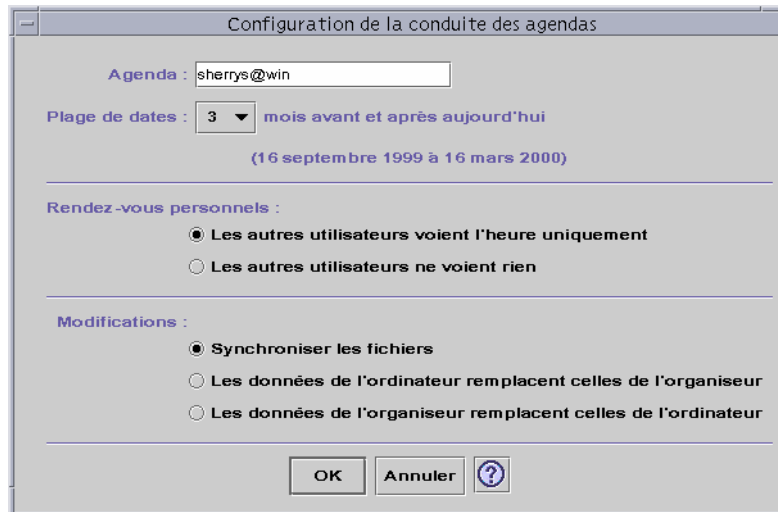 Configuration de la conduite des agendas
Agenda : sherrys@win
Plage de dates : 3 mois avant et après aujourd'hui
(16 septembre 1999 à 16 mars 2000)
Rendez-vous personnels :
Les autres utilisateurs voient l'heure uniquement
Les autres utilisateurs ne voient rien
Modifications :
Synchroniser les fichiers
Les données de l'ordinateur remplacent celles de l'organiseur
Les données de l'organiseur remplacent celles de l'ordinateur
OK Annuler ?